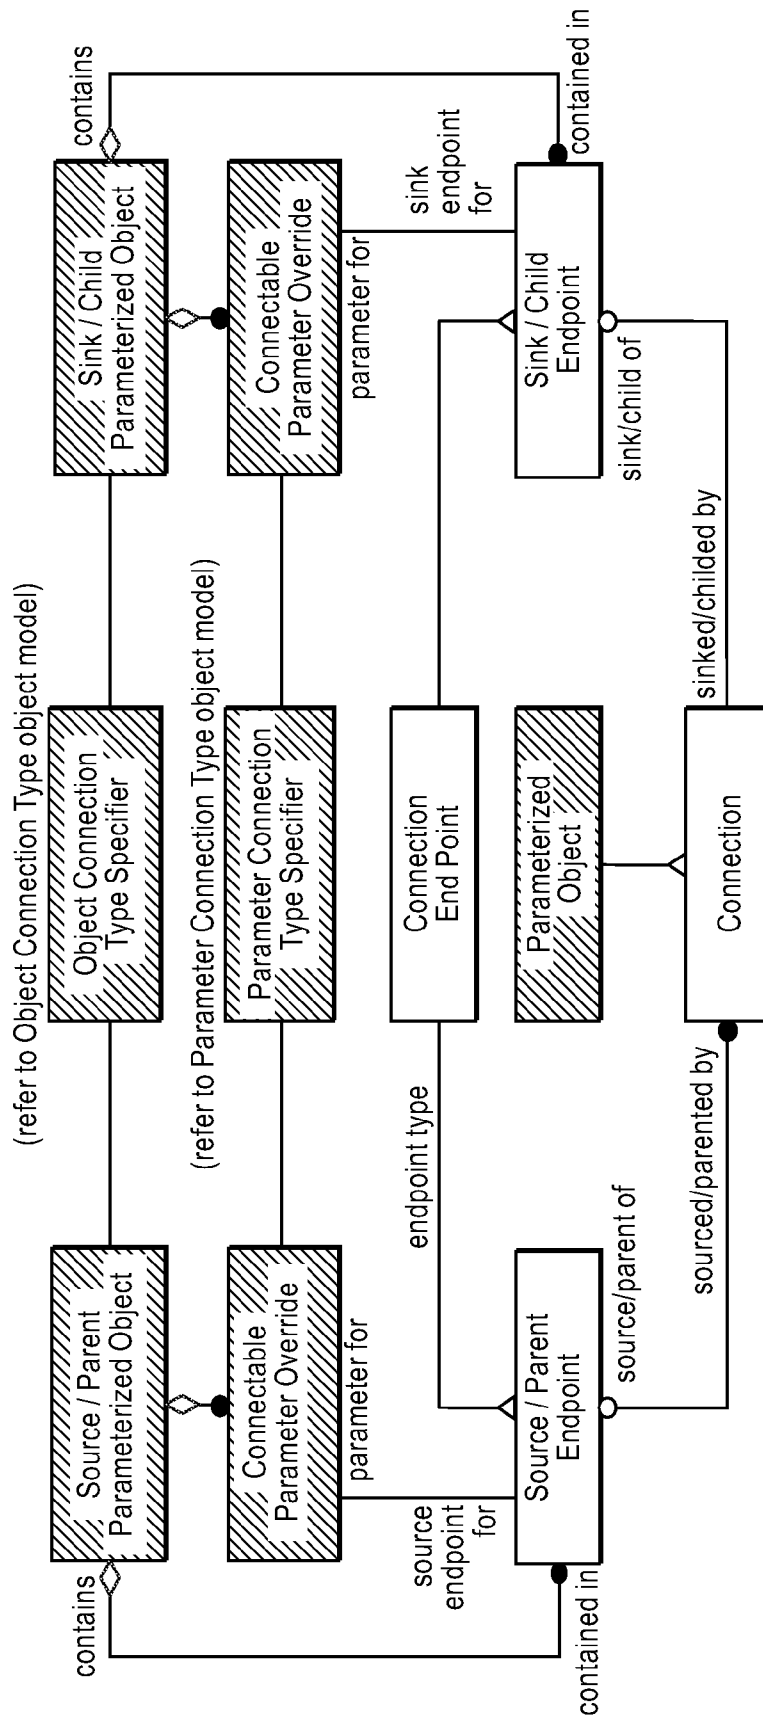 (refer to Object Connection Type object model)
contains
Source / Parent
Parameterized Object
Object Connection
Type Specifier
Sink / Child
Parameterized Object
contains
(refer to Parameter Connection Type object model)
Connectable
Parameter Override
Parameter Connection
Type Specifier
Connectable
Parameter Override
parameter for
parameter for
source
endpoint
for
endpoint type
Connection
End Point
sink
endpoint
for
contained in
Source / Parent
Endpoint
Parameterized
Object
Sink / Child
Endpoint
contained in
source/parent of
sink/child of
sourced/parented by
sinked/childed by
Connection